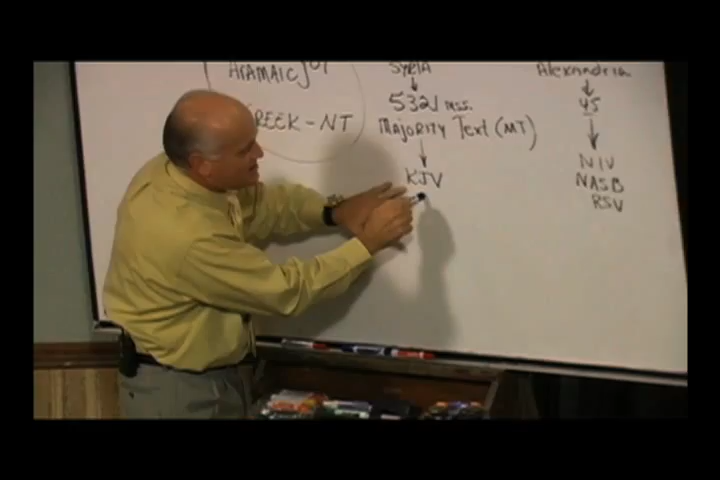 ARAMAIC
GREEK - NT
SYRIA
5321 mss.
Majority Text (MT)
KJV
Alexandria
45
NIV
NASB
RSV